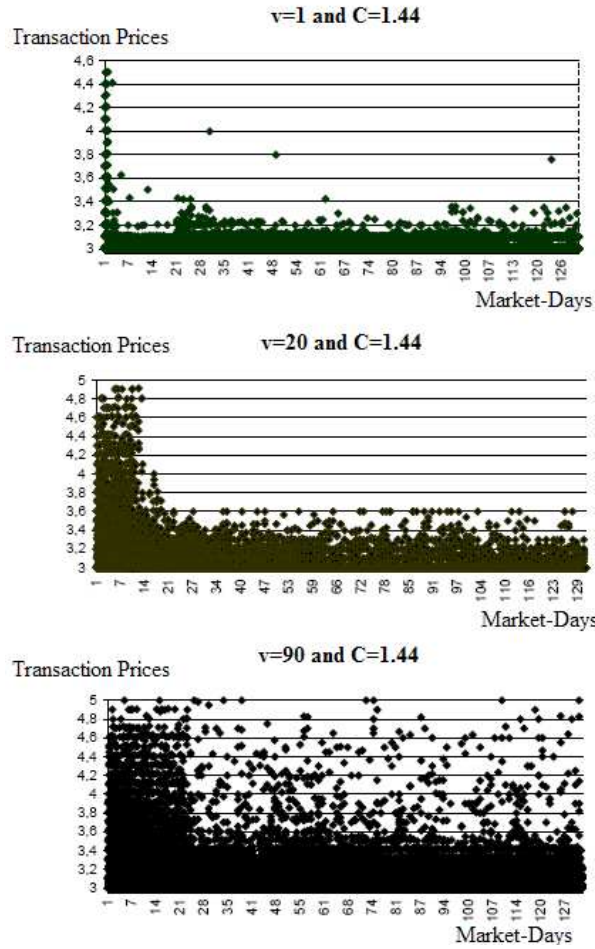 v=1 and C=1.44
Transaction Prices
4,6
4,4
4,2
4
3,8
3,6
3,4
3,2
3
1 7 14 21 28 35 41 48 54 61 67 74 80 87 94 100 107 113 120 126
Market-Days
Transaction Prices v=20 and C=1.44
5
4,8
4,6
4,4
4,2
4
3,8
3,6
3,4
3,2
3
1 7 14 21 28 34 40 47 53 59 66 72 78 85 91 97 104 110 116 123 129
Market-Days
v=90 and C=1.44
Transaction Prices
5
4,8
4,6
4,4
4,2
4
3,8
3,6
3,4
3,2
3
1 7 14 21 28 34 41 48 54 61 68 74 81 87 94 101 107 114 121 127
Market-Days